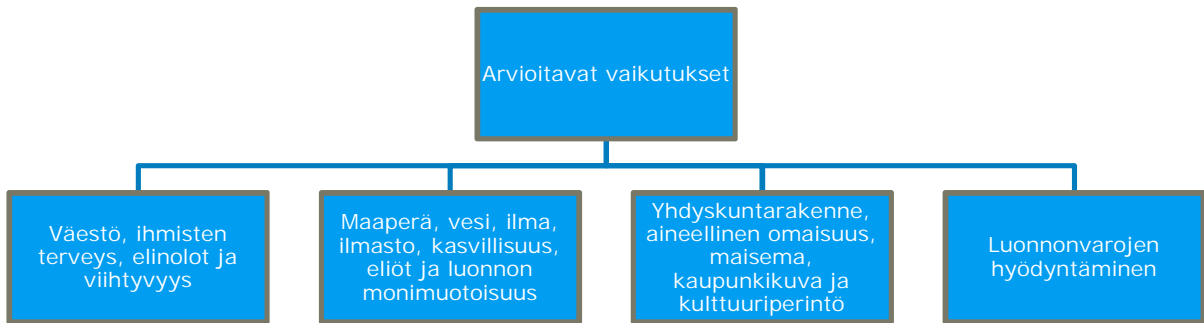 Arvioitavat vaikutukset
Väestö, ihmisten
terveys, elinolot ja
viihtyvyys
Maaperä, vesi, ilma,
ilmasto, kasvillisuus,
eliöt ja luonnon
monimuotoisuus
Yhdyskuntarakenne,
aineellinen omaisuus,
maisema,
kaupunkikuva ja
kulttuuriperintö
Luonnonvarojen
hyödyntäminen